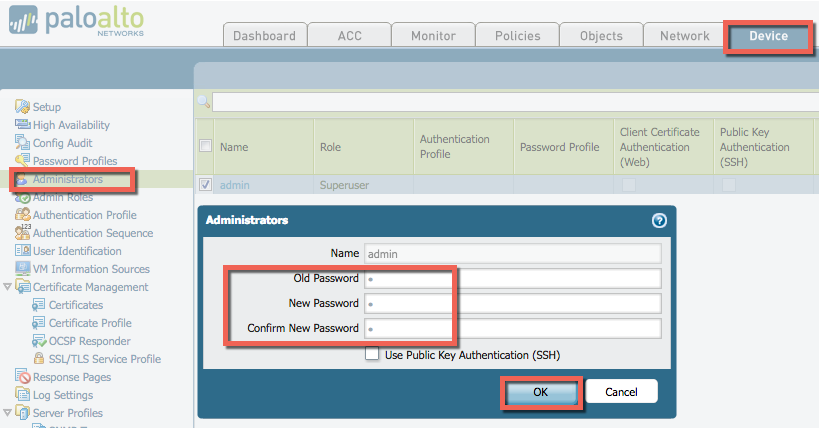 paloalto
NETWORKS
Dashboard ACC Monitor Policies Objects Network Device
Setup
High Availability
Config Audit
Password Profiles
Administrators
Admin Roles
Authentication Profile
Authentication Sequence
User Identification
VM Information Sources
Certificate Management
Certificates
Certificate Profile
OCSP Responder
SSL/TLS Service Profile
Response Pages
Log Settings
Server Profiles
Name Role Authentication Profile Password Profile Client Certificate Authentication (Web) Public Key Authentication (SSH)
admin Superuser
Administrators
Name admin
Old Password
New Password
Confirm New Password
Use Public Key Authentication (SSH)
OK Cancel